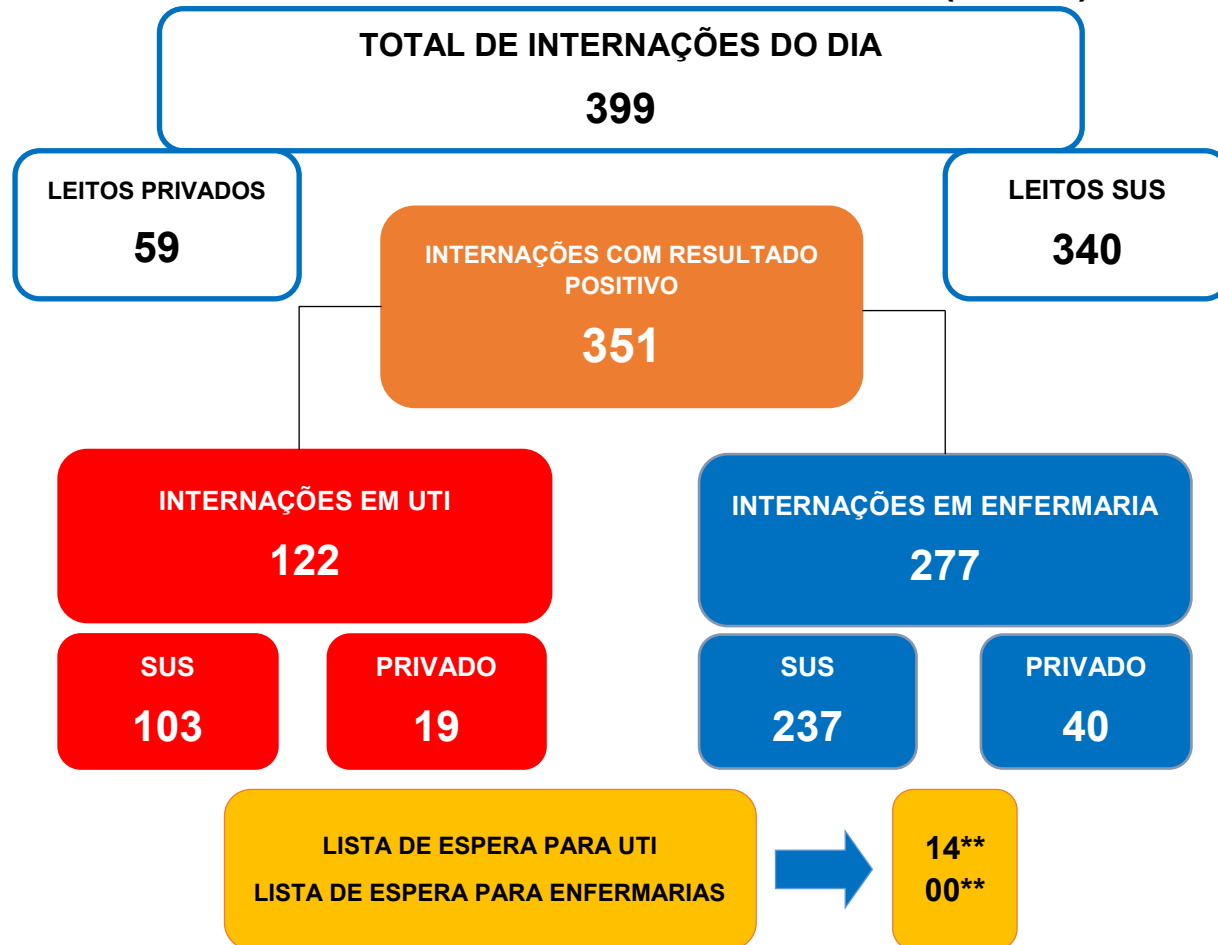 TOTAL DE INTERNAÇÕES DO DIA
399
LEITOS PRIVADOS
59
LEITOS SUS
340
INTERNAÇÕES COM RESULTADO
POSITIVO
351
INTERNAÇÕES EM UTI
122
INTERNAÇÕES EM ENFERMARIA
277
SUS
103
PRIVADO
19
SUS
237
PRIVADO
40
LISTA DE ESPERA PARA UTI
LISTA DE ESPERA PARA ENFERMARIAS
14**
00**